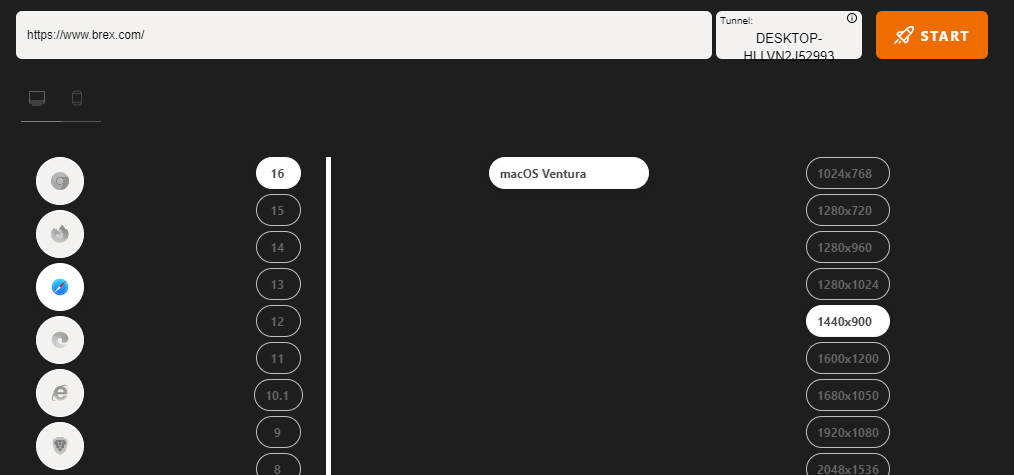 https://www.brex.com/
Tunnel:
DESKTOP-
HLLVN2J52993
START
16
15
14
13
12
11
10.1
9
8
macOS Ventura
1024x768
1280x720
1280x960
1280x1024
1440x900
1600x1200
1680x1050
1920x1080
2048x1536